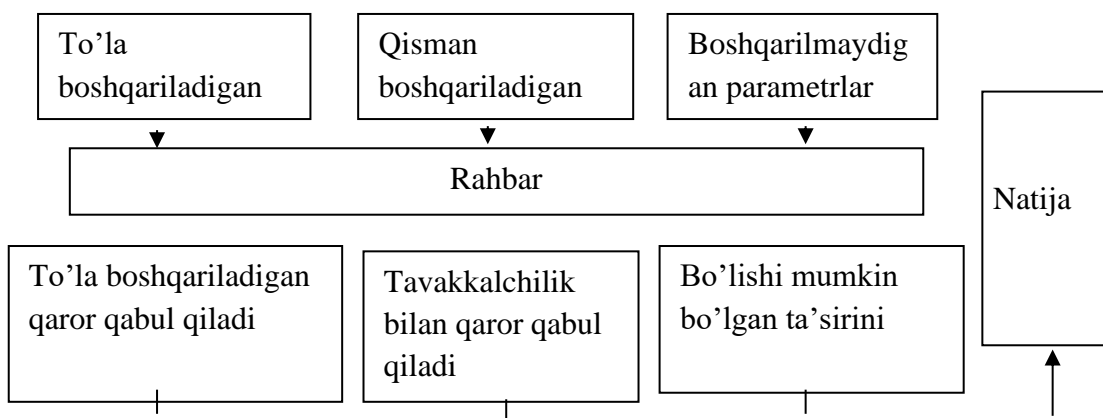 To’la
boshqariladigan
Qisman
boshqariladigan
Boshqarilmaydig
an parametrlar
Rahbar
Natija
To’la boshqariladigan
qaror qabul qiladi
Tavakkalchilik
bilan qaror qabul
qiladi
Bo’lishi mumkin
bo’lgan ta’sirini